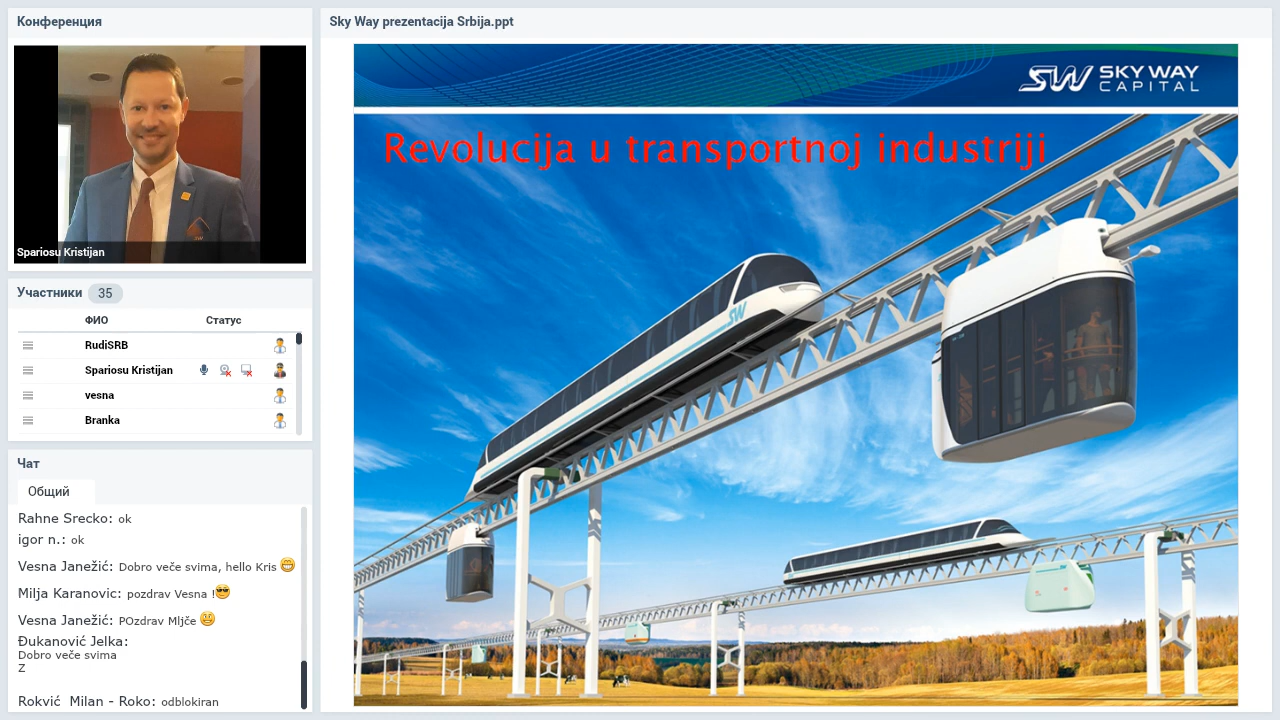 Конференция
Spariosu Kristijan
Участники 35
ФИО Статус
RudiSRB
Spariosu Kristijan
vesna
Branka
Чат
Общий
Rahne Srecko: ok
igor n.: ok
Vesna Janežić: Dobro veče svima, hello Kris
Milja Karanovic: pozdrav Vesna !
Vesna Janežić: POzdrav Mljče
Đukanović Jelka:
Dobro veče svima
Z
Rokvić Milan - Roko: odblokiran
Sky Way prezentacija Srbija.ppt
SW SKY WAY
CAPITAL
Revolucija u transportnoj industriji
SW